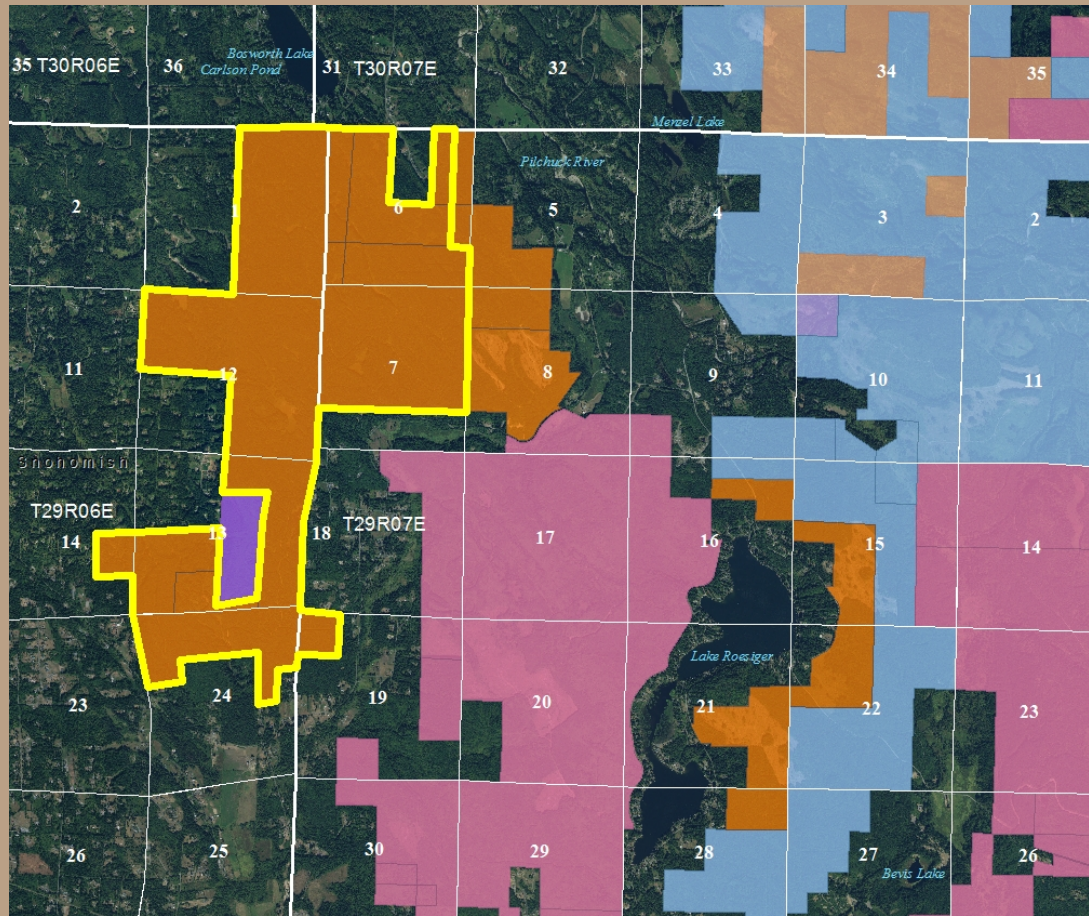 Bosworth Lake
35 T30R06E 36 Carlson Pond 31 T30R07E 32 33 34 35
Menzel Lake
Pilchuck River
2 1 6 5 4 3 2
11 12 7 8 9 10 11
Snohomish
T29R06E T29R07E
14 13 18 17 16 15 14
Lake Roesiger
23 24 19 20 21 22 23
26 25 30 29 28 27 26
Bevis Lake